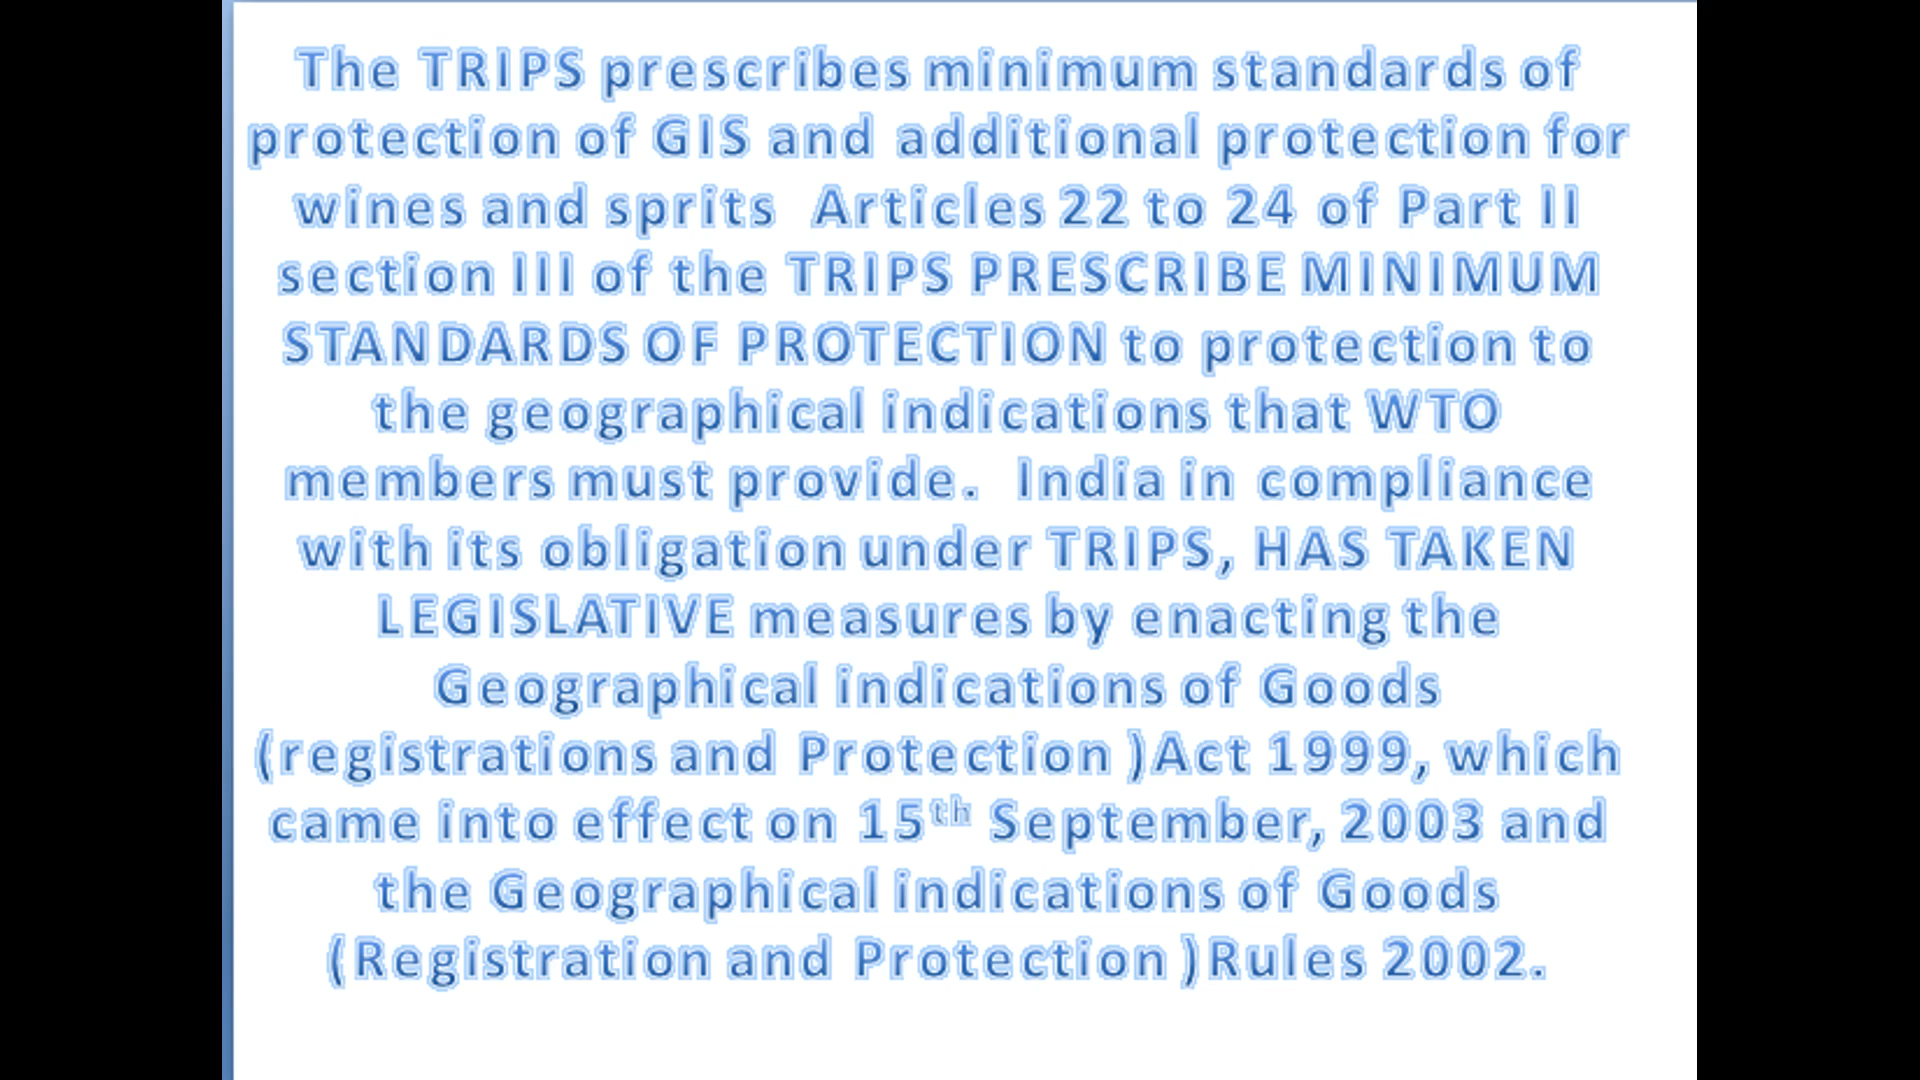 The TRIPS prescribes minimum standards of
protection of GIS and additional protection for
wines and sprits Articles 22 to 24 of Part II
section III of the TRIPS PRESCRIBE MINIMUM
STANDARDS OF PROTECTION to protection to
the geographical indications that WTO
members must provide. India in compliance
with its obligation under TRIPS, HAS TAKEN
LEGISLATIVE measures by enacting the
Geographical indications of Goods
(registrations and Protection )Act 1999, which
came into effect on 15th September, 2003 and
the Geographical indications of Goods
(Registration and Protection )Rules 2002.